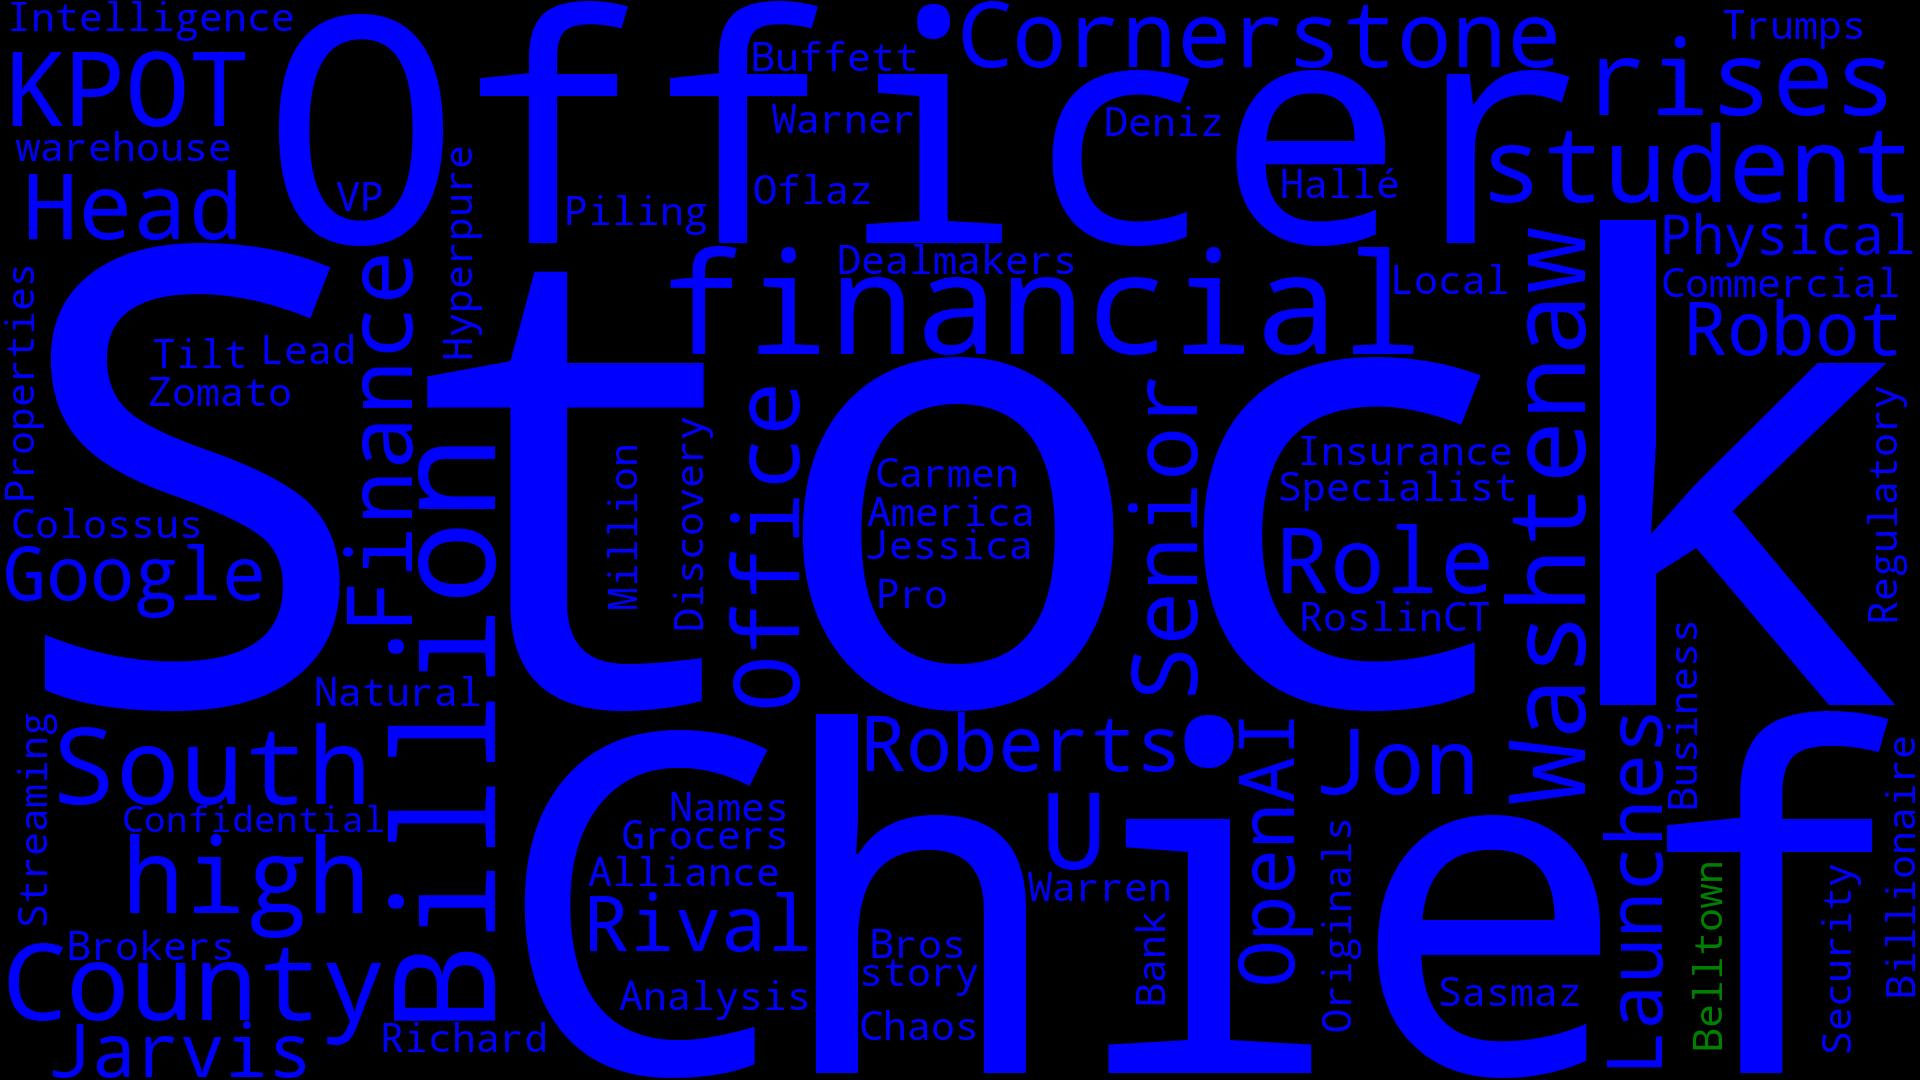 Intelligence
Officer
Cornerstone
Trumps
KPOT
Buffett
rises
warehouse
Warner
Deniz
student
Head
VP
Hyperpure
Piling
Oflaz
Hallé
Physical
Stock
Finance
financial
Dealmakers
Local
Washtenaw
Commercial
Robot
Properties
Tilt
Lead
Zomato
Billion
Million
Discovery
Office
Carmen
America
Jessica
Pro
Senior
Insurance
Specialist
Role
RoslinCT
Regulatory
Colossus
Google
Natural
Business
Streaming
South
Chief
Roberts
OpenAI
Jon
Launches
Confidential
high
Names
Grocers
Alliance
Rival
U
Warren
Bank
Originals
Billionaire
Brokers
County
Analysis
Bros
story
Chaos
Sasmaz
Belltown
Security
Jarvis
Richard